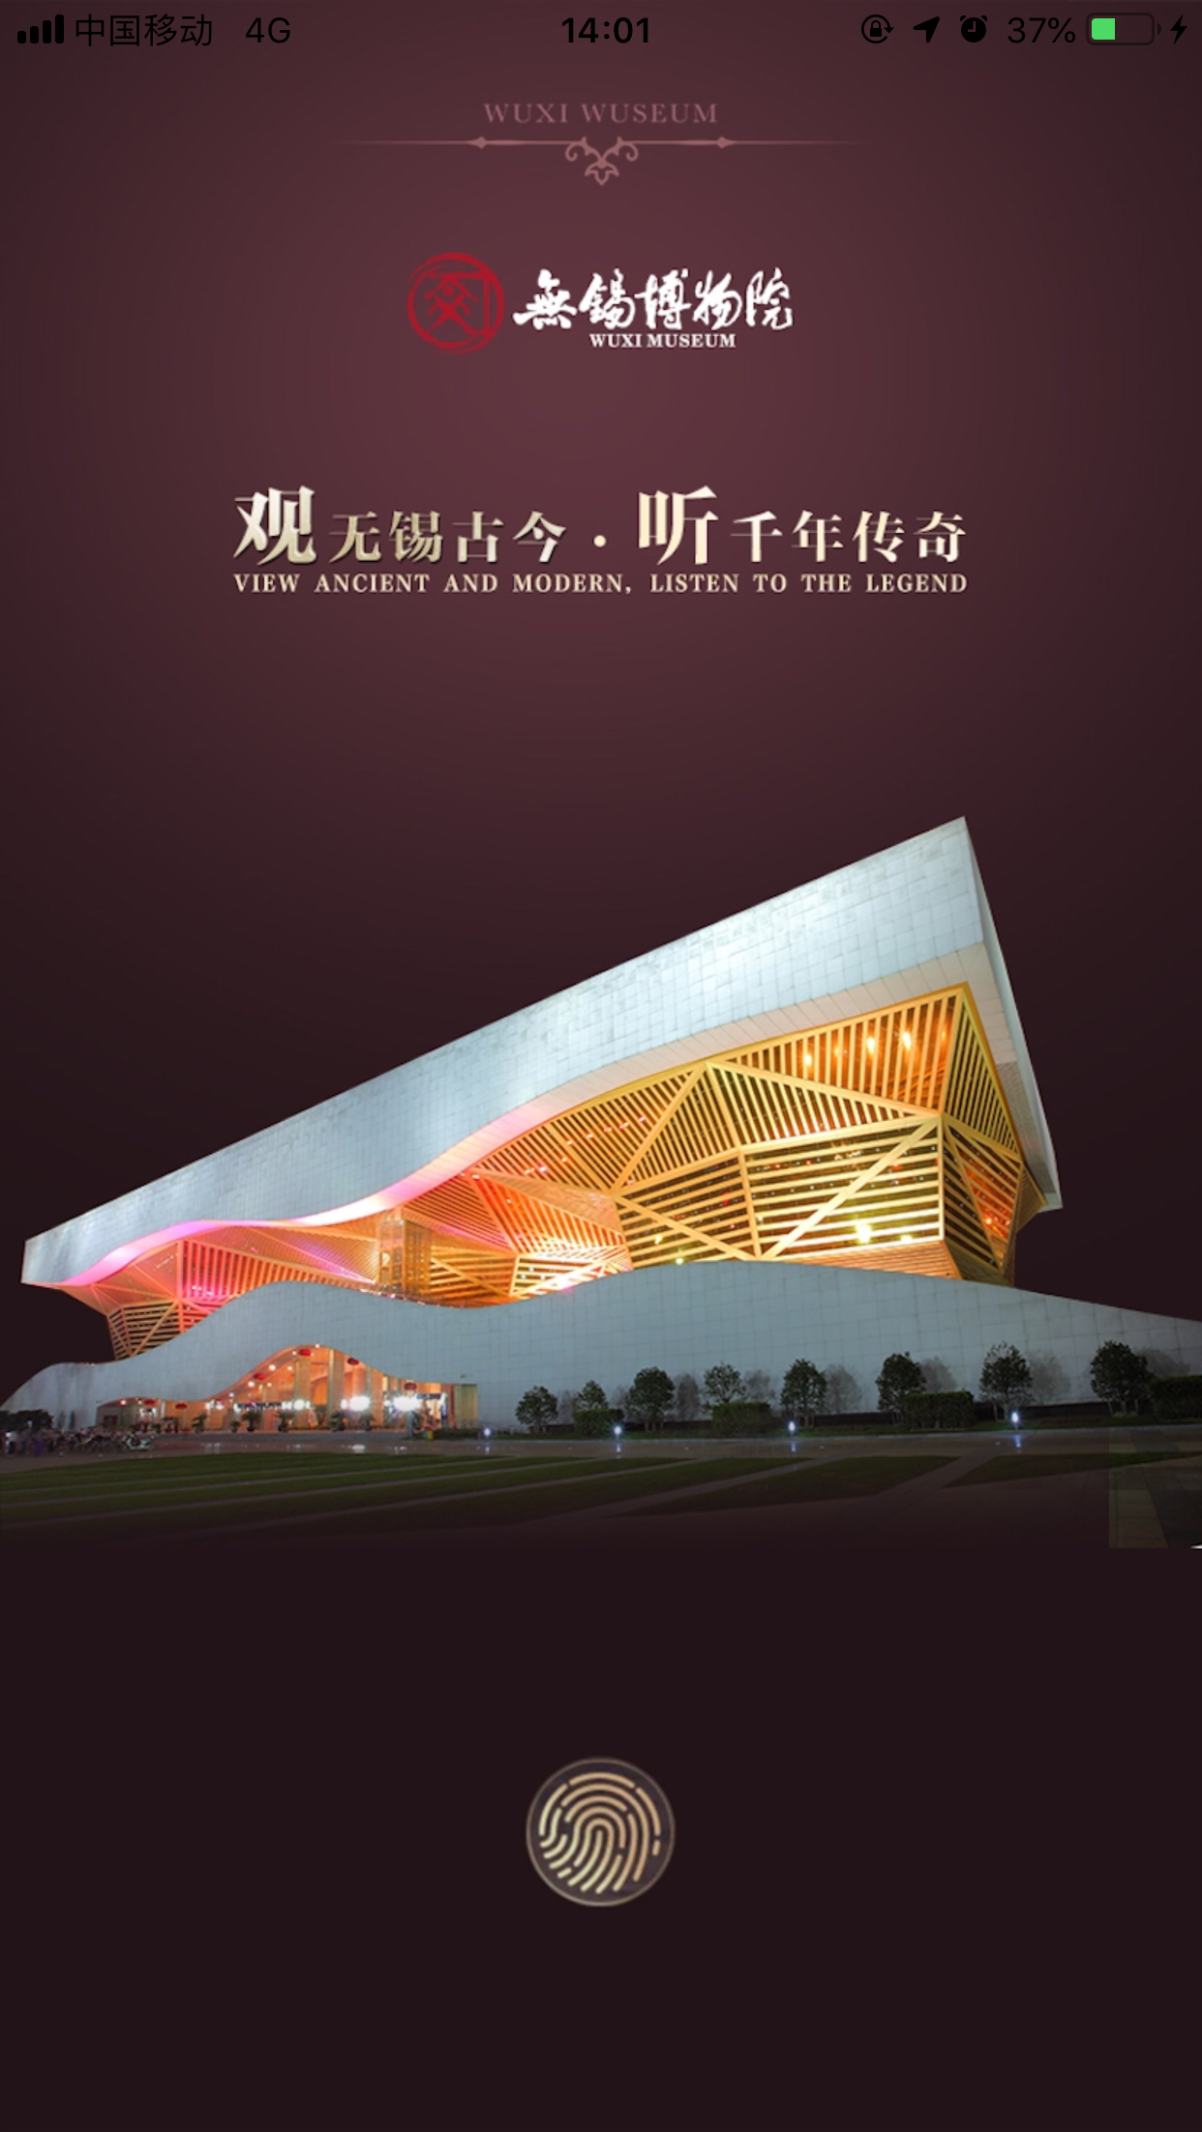 中国移动 4G 14:01 37%
WUXI WUSEUM
無錫博物院
WUXI MUSEUM
观无锡古今·听千年传奇
VIEW ANCIENT AND MODERN, LISTEN TO THE LEGEND